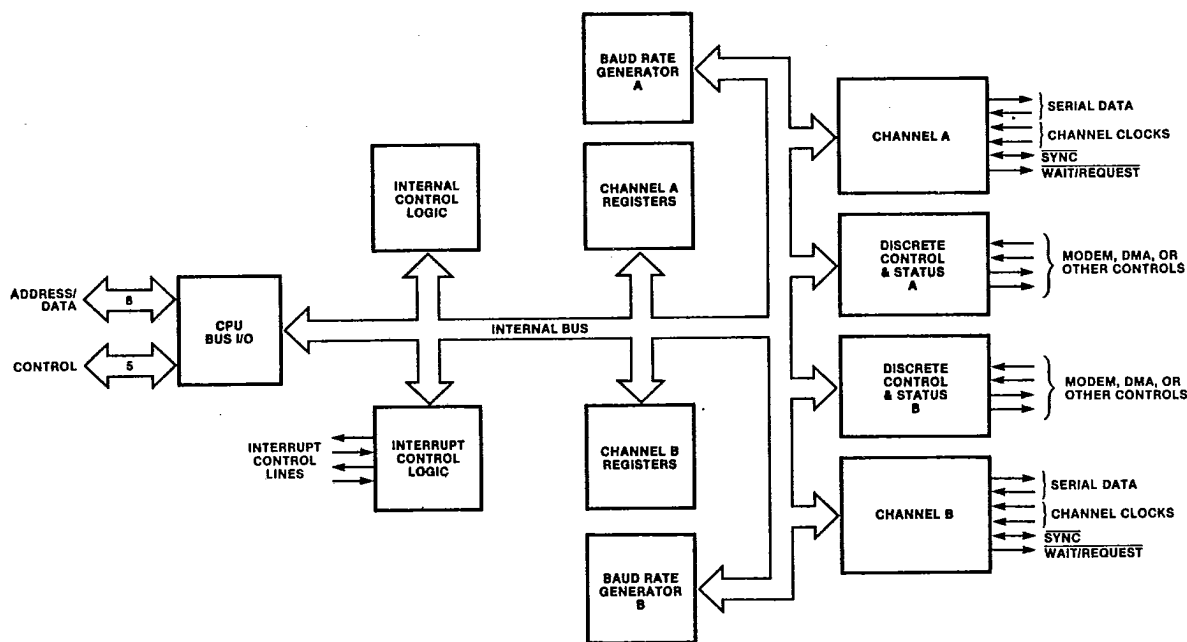 BAUD RATE
GENERATOR
A
CHANNEL A
SERIAL DATA
CHANNEL CLOCKS
SYNC
WAIT/REQUEST
INTERNAL
CONTROL
LOGIC
CHANNEL A
REGISTERS
DISCRETE
CONTROL
& STATUS
A
MODEM, DMA, OR
OTHER CONTROLS
ADDRESS/
DATA
8
CPU
BUS I/O
INTERNAL BUS
CONTROL
5
DISCRETE
CONTROL
& STATUS
B
MODEM, DMA, OR
OTHER CONTROLS
INTERRUPT
CONTROL
LINES
INTERRUPT
CONTROL
LOGIC
CHANNEL B
REGISTERS
CHANNEL B
SERIAL DATA
CHANNEL CLOCKS
SYNC
WAIT/REQUEST
BAUD RATE
GENERATOR
B